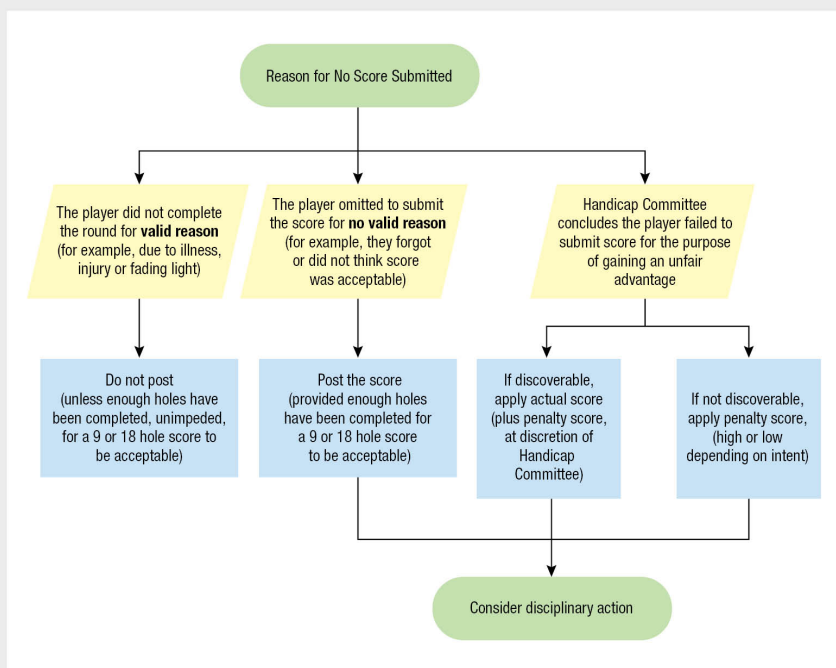 Reason for No Score Submitted
The player did not complete
the round for valid reason
(for example, due to illness,
injury or fading light)
The player omitted to submit
the score for no valid reason
(for example, they forgot
or did not think score
was acceptable)
Handicap Committee
concludes the player failed to
submit score for the purpose
of gaining an unfair
advantage
Do not post
(unless enough holes have
been completed, unimpeded,
for a 9 or 18 hole score to
be acceptable)
Post the score
(provided enough holes
have been completed for
a 9 or 18 hole score
to be acceptable)
If discoverable,
apply actual score
(plus penalty score,
at discretion of
Handicap
Committee)
If not discoverable,
apply penalty score,
(high or low
depending on intent)
Consider disciplinary action